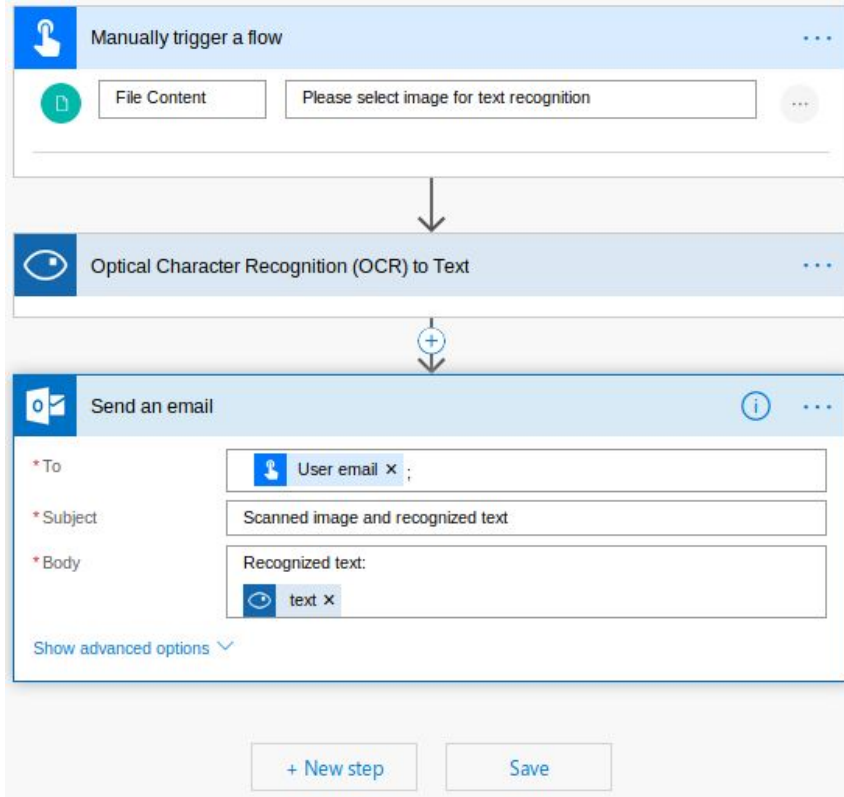 Manually trigger a flow
File Content
Please select image for text recognition
Optical Character Recognition (OCR) to Text
Send an email
* To
User email × ;
* Subject
Scanned image and recognized text
* Body
Recognized text:
text ×
Show advanced options
+ New step
Save